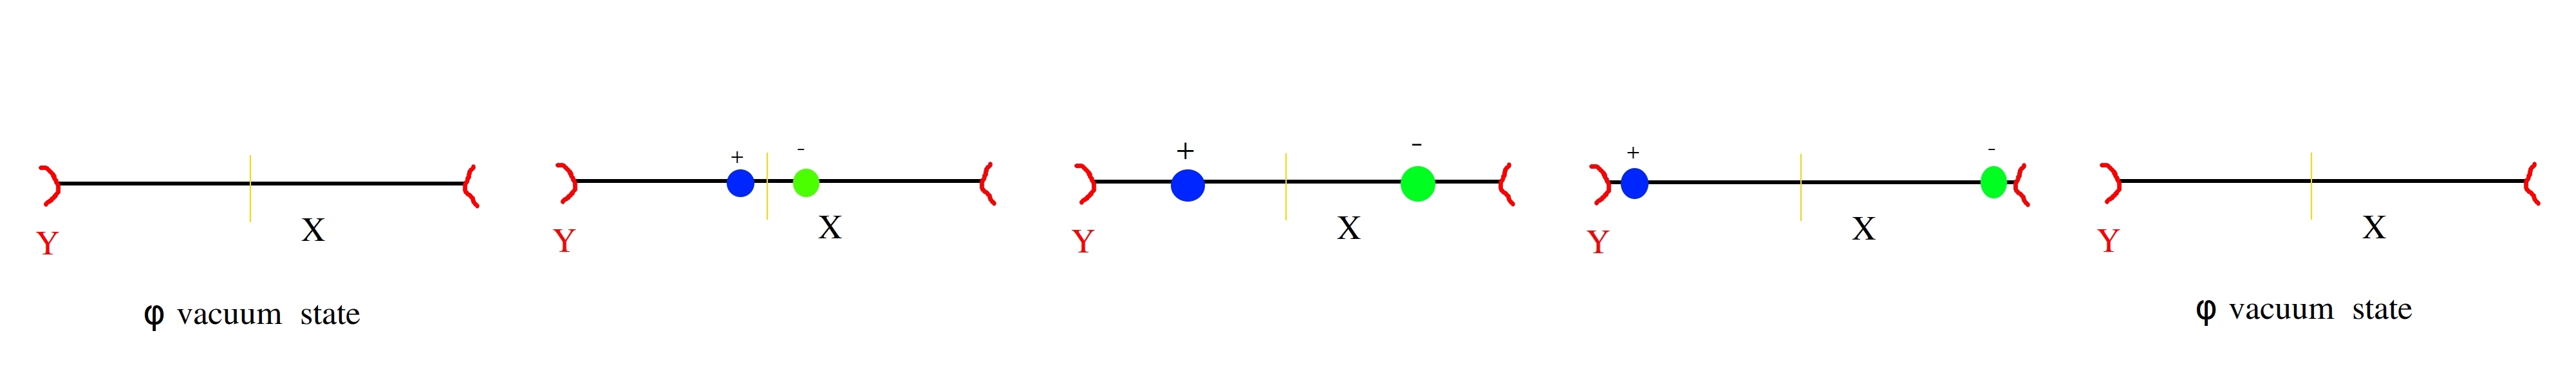 + - + - + -
Y X Y X Y X Y X Y X
φ vacuum state φ vacuum state